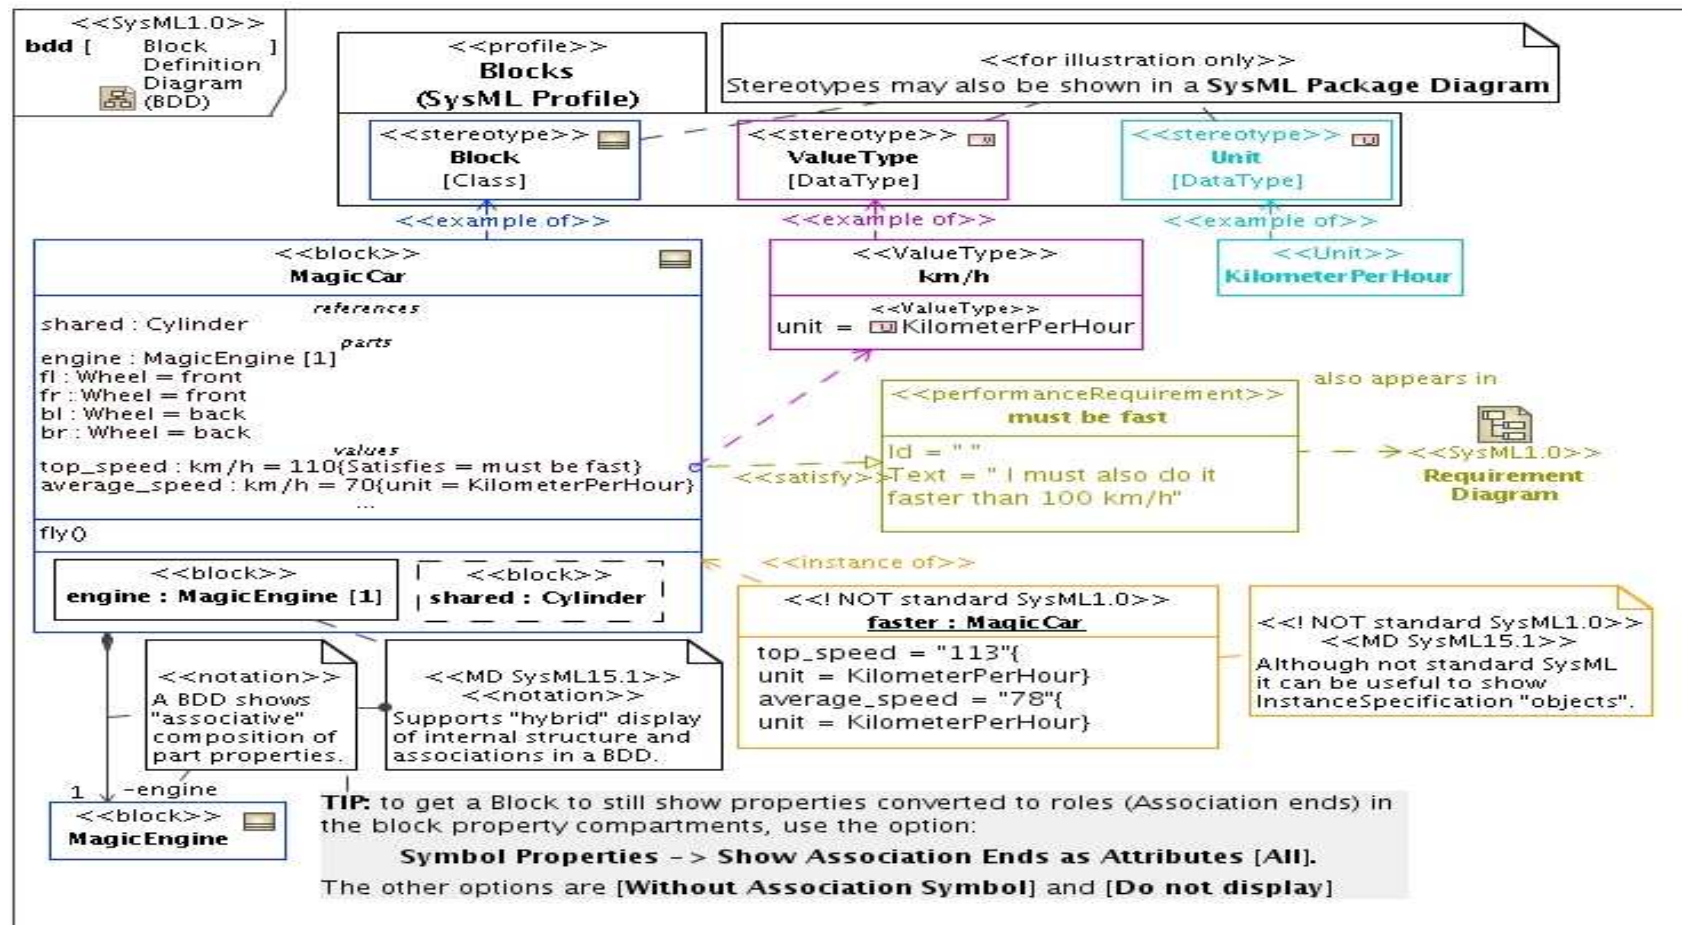 <<SysML1.0>>
bdd [ Block ]
Definition
Diagram
(BDD)
<<profile>>
Blocks
(SysML Profile)
<<for illustration only>>
Stereotypes may also be shown in a SysML Package Diagram
<<stereotype>>
Block
[Class]
<<stereotype>>
ValueType
[DataType]
<<stereotype>>
Unit
[DataType]
<<example of>>
<<example of>>
<<example of>>
<<block>>
MagicCar
references
shared : Cylinder
parts
engine : MagicEngine [1]
fl : Wheel = front
fr : Wheel = front
bl : Wheel = back
br : Wheel = back
values
top_speed : km/h = 110{Satisfies = must be fast}
average_speed : km/h = 70{unit = KilometerPerHour}
...
fly()
<<block>>
engine : MagicEngine [1]
<<block>>
shared : Cylinder
<<ValueType>>
km/h
<<ValueType>>
unit = KilometerPerHour
<<Unit>>
KilometerPerHour
<<satisfy>>
<<performanceRequirement>>
must be fast
Id = " "
Text = " I must also do it
faster than 100 km/h"
also appears in
<<SysML1.0>>
Requirement
Diagram
<<instance of>>
<<! NOT standard SysML1.0>>
faster : MagicCar
top_speed = "113"{
unit = KilometerPerHour}
average_speed = "78"{
unit = KilometerPerHour}
<<! NOT standard SysML1.0>>
<<MD SysML15.1>>
Although not standard SysML
it can be useful to show
InstanceSpecification "objects".
<<notation>>
A BDD shows
"associative"
composition of
part properties.
<<MD SysML15.1>>
<<notation>>
Supports "hybrid" display
of internal structure and
associations in a BDD.
1 -engine
<<block>>
MagicEngine
TIP: to get a Block to still show properties converted to roles (Association ends) in
the block property compartments, use the option:
Symbol Properties -> Show Association Ends as Attributes [All].
The other options are [Without Association Symbol] and [Do not display]